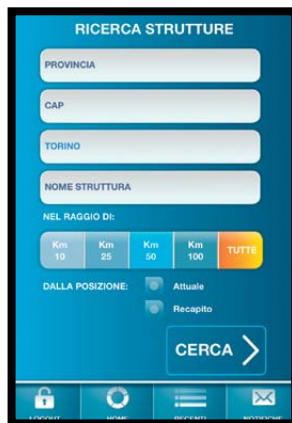 RICERCA STRUTTURE
PROVINCIA
CAP
TORINO
NOME STRUTTURA
NEL RAGGIO DI:
Km 10 Km 25 Km 50 Km 100 TUTTE
DALLA POSIZIONE: Attuale
Recapito
CERCA
LOGOUT HOME RECENTI NOTIFICHE